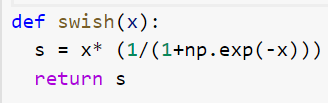 def swish(x):
  s = x* (1/(1+np.exp(-x)))
  return s